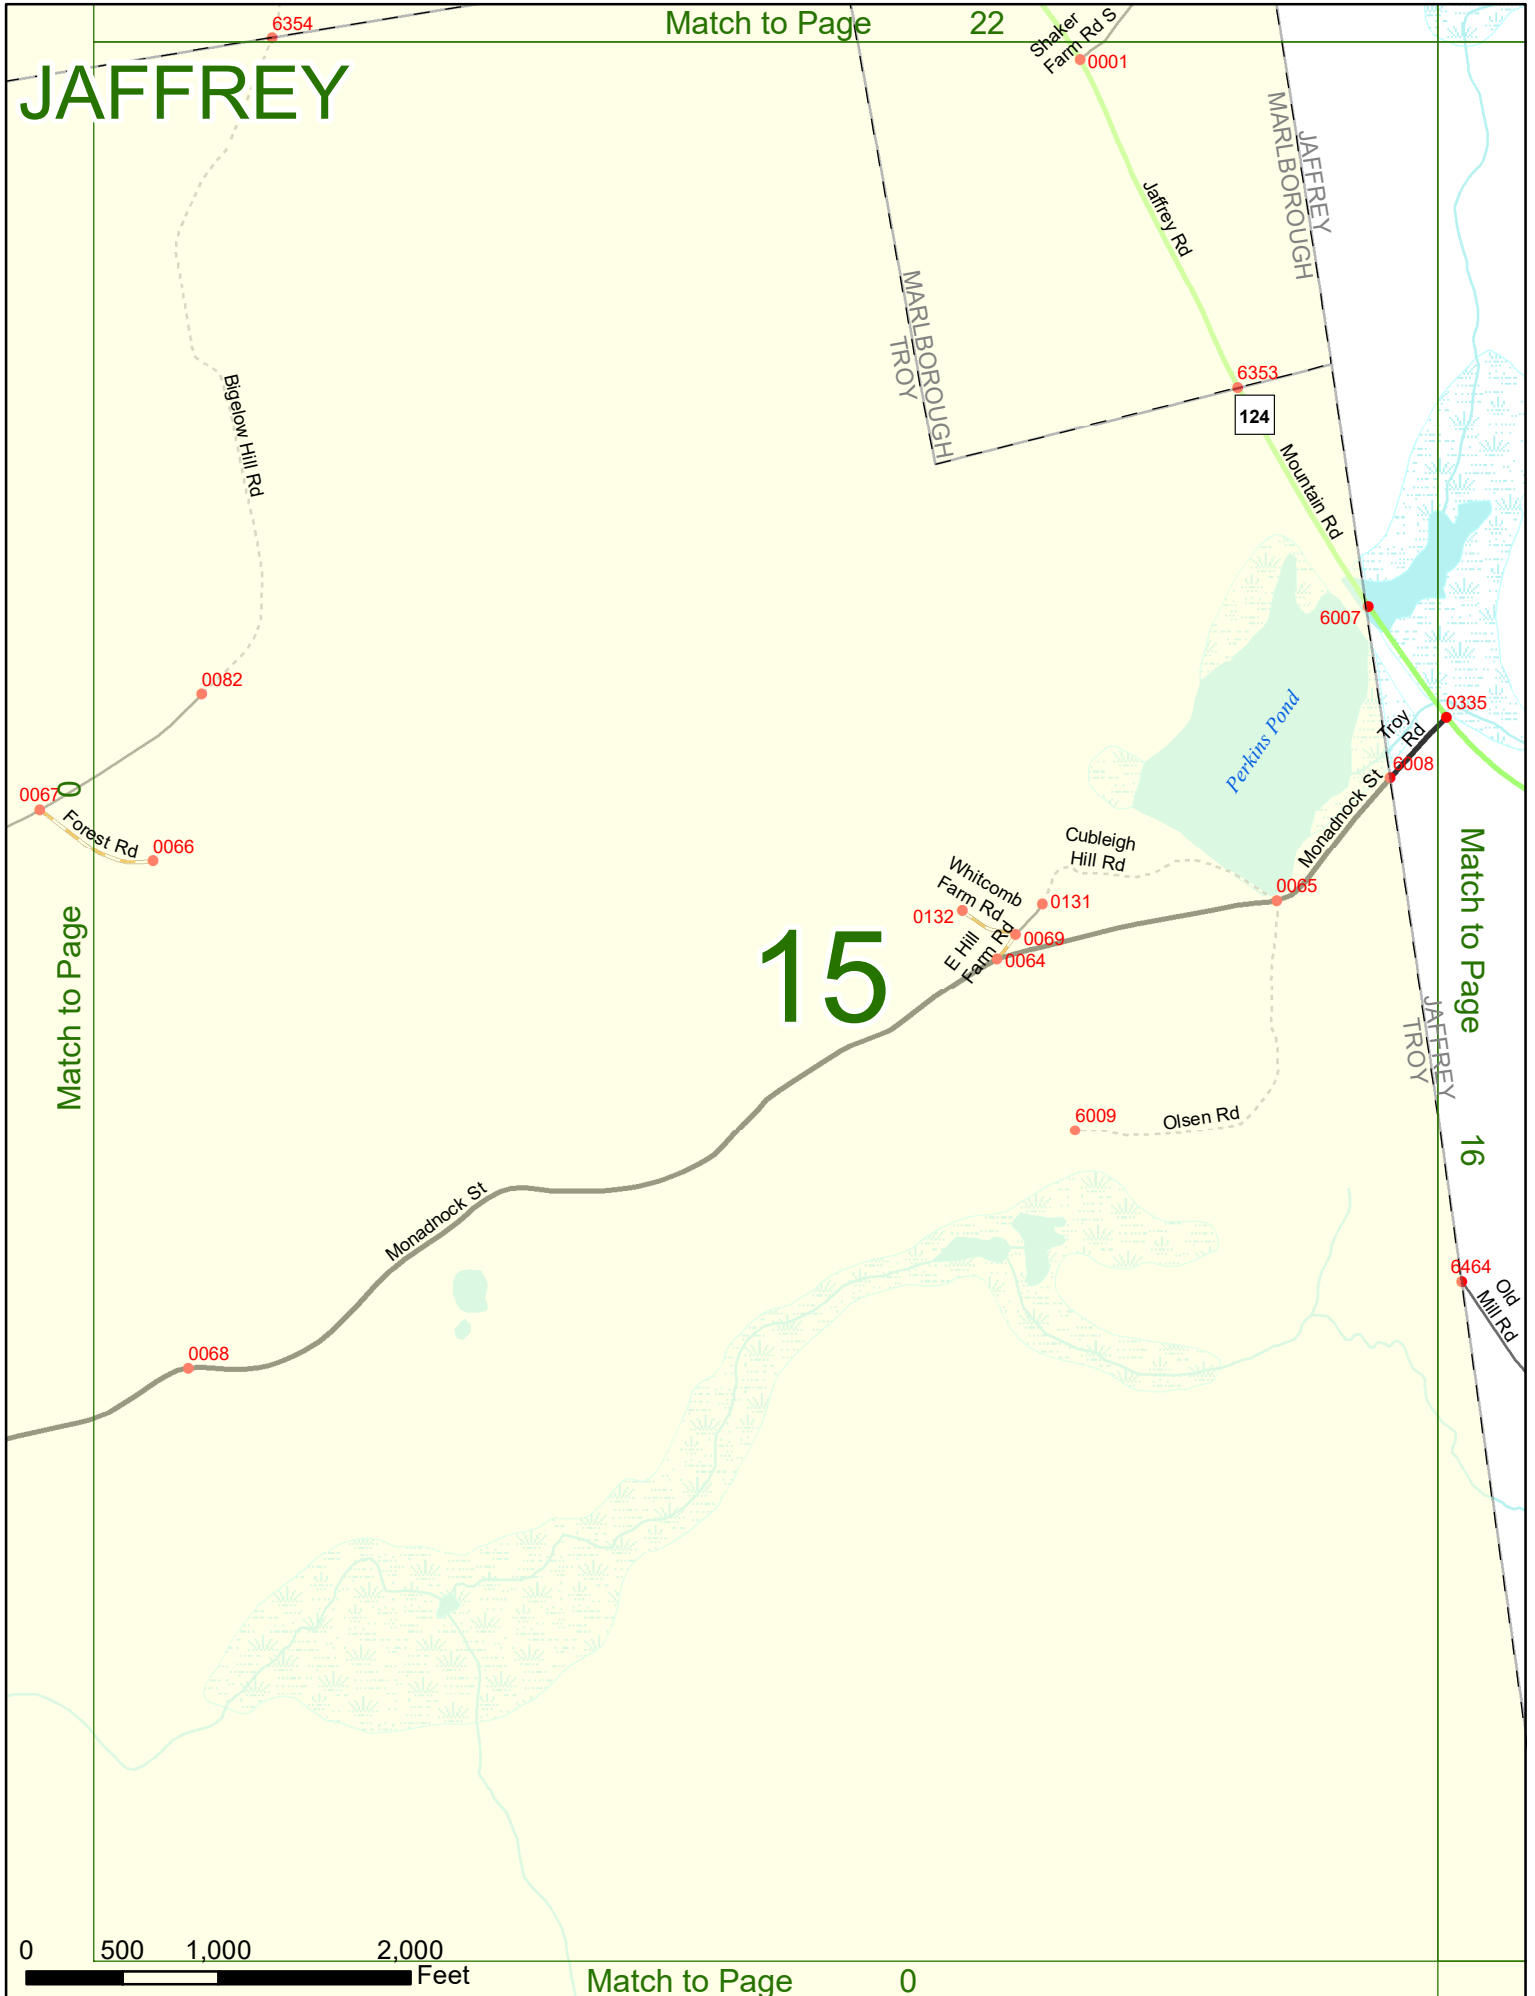 Match to Page 22
6354
Shaker
Farm Rd S
0001
JAFFREY
JAFFREY
MARLBOROUGH
Jaffrey Rd
MARLBOROUGH
TROY
6353
124
Bigelow Hill Rd
Mountain Rd
6007
0082
0335
Perkins Pond
Troy
Rd
6008
Monadnock St
0067
Forest Rd
0066
Match to Page 0
Cubleigh
Hill Rd
Whitcomb
Farm Rd
0065
0131
0132
0069
E Hill
Farm Rd
0064
15
Match to Page 16
JAFFREY
TROY
6009
Olsen Rd
Monadnock St
6464
Old
Mill Rd
0068
0 500 1,000 2,000
Feet
Match to Page 0